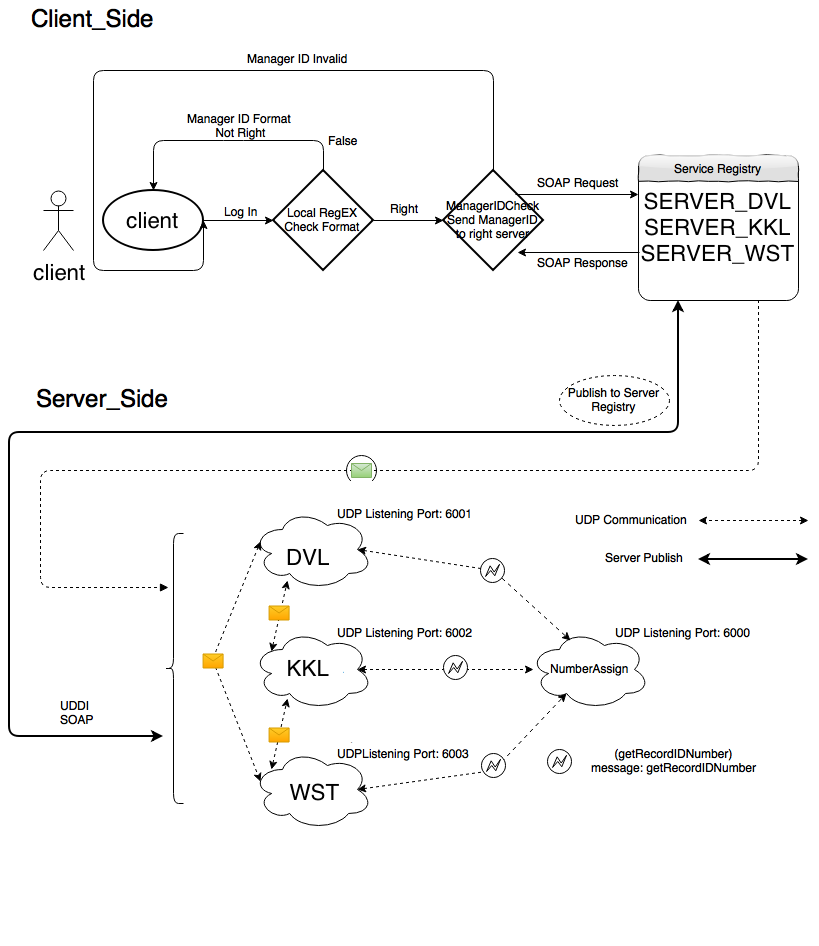 Client_Side
Manager ID Invalid
Manager ID Format
Not Right
False
client
client
Log In
Local RegEX
Check Format
Right
ManagerIDCheck
Send ManagerID
to right server
SOAP Request
SOAP Response
Service Registry
SERVER_DVL
SERVER_KKL
SERVER_WST
Server_Side
Publish to Server
Registry
UDP Listening Port: 6001
DVL
UDP Communication
Server Publish
UDP Listening Port: 6002
KKL
UDP Listening Port: 6000
NumberAssign
UDDI
SOAP
UDPListening Port: 6003
WST
(getRecordIDNumber)
message: getRecordIDNumber